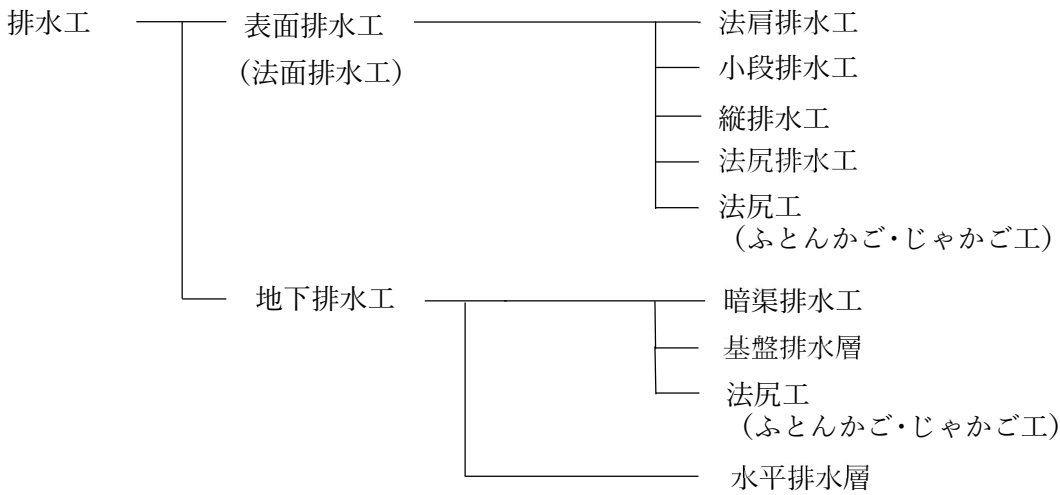 排水工
表面排水工
(法面排水工)
法肩排水工
小段排水工
縦排水工
法尻排水工
法尻工
(ふとんかご・じゃかご工)
地下排水工
暗渠排水工
基盤排水層
法尻工
(ふとんかご・じゃかご工)
水平排水層